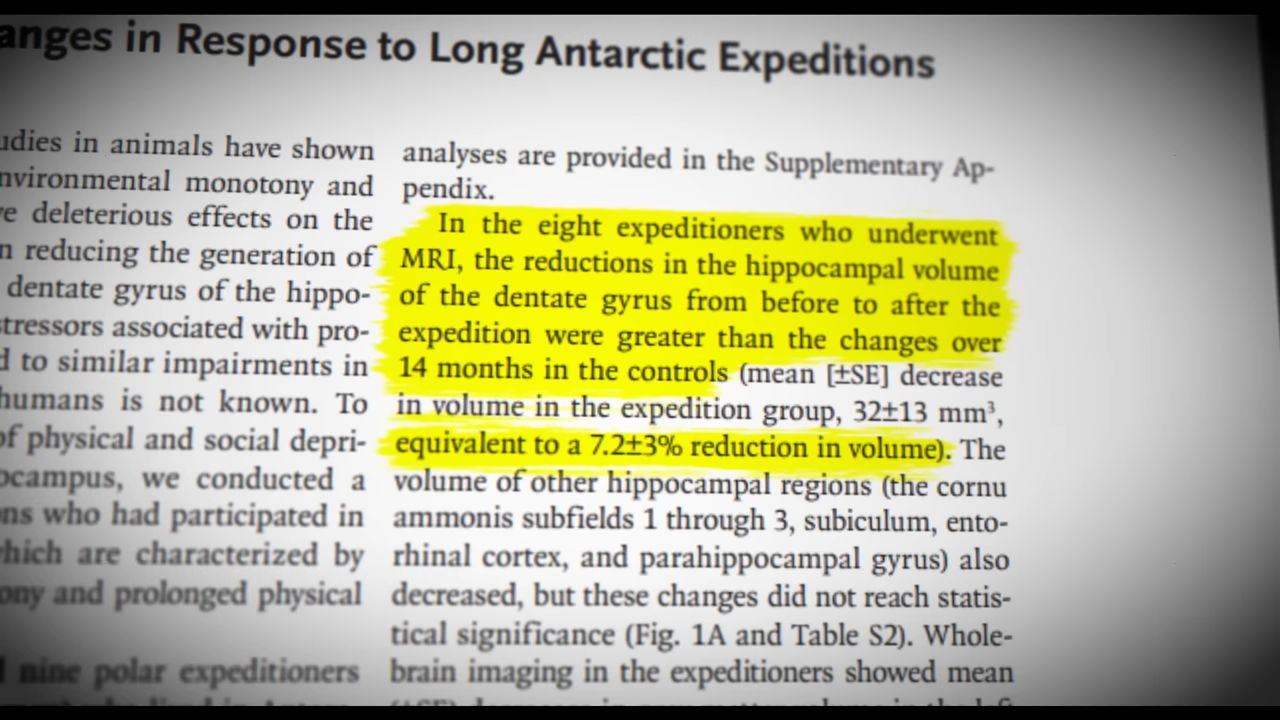 anges in Response to Long Antarctic Expeditions
udies in animals have shown
nvironmental monotony and
e deleterious effects on the
n reducing the generation of
dentate gyrus of the hippo-
stressors associated with pro-
d to similar impairments in
humans is not known. To
of physical and social depri-
ocampus, we conducted a
ns who had participated in
hich are characterized by
ony and prolonged physical
nine polar expeditioners
analyses are provided in the Supplementary Ap-
pendix.
In the eight expeditioners who underwent
MRI, the reductions in the hippocampal volume
of the dentate gyrus from before to after the
expedition were greater than the changes over
14 months in the controls (mean [±SE] decrease
in volume in the expedition group, 32±13 mm³,
equivalent to a 7.2±3% reduction in volume). The
volume of other hippocampal regions (the cornu
ammonis subfields 1 through 3, subiculum, ento-
rhinal cortex, and parahippocampal gyrus) also
decreased, but these changes did not reach statis-
tical significance (Fig. 1A and Table S2). Whole-
brain imaging in the expeditioners showed mean